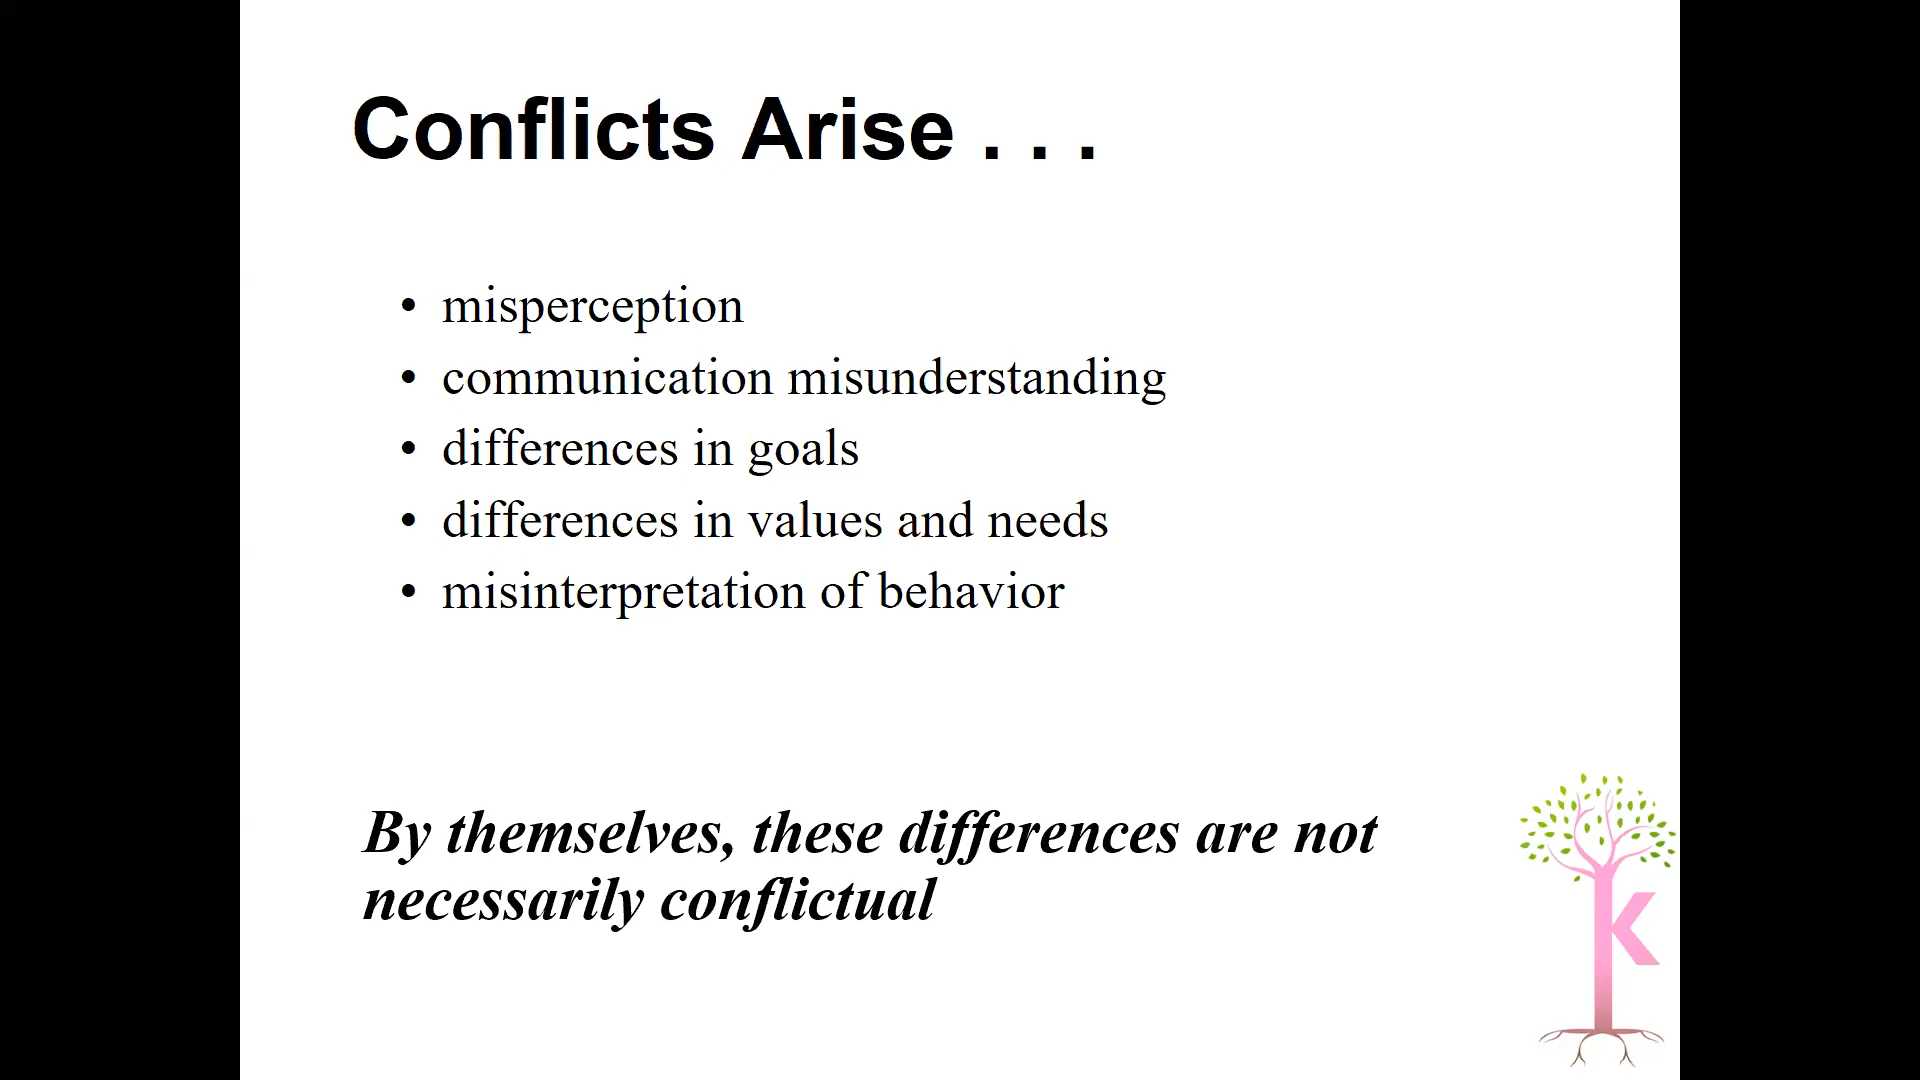 Conflicts Arise . . .
• misperception
• communication misunderstanding
• differences in goals
• differences in values and needs
• misinterpretation of behavior
By themselves, these differences are not
necessarily conflictual
K